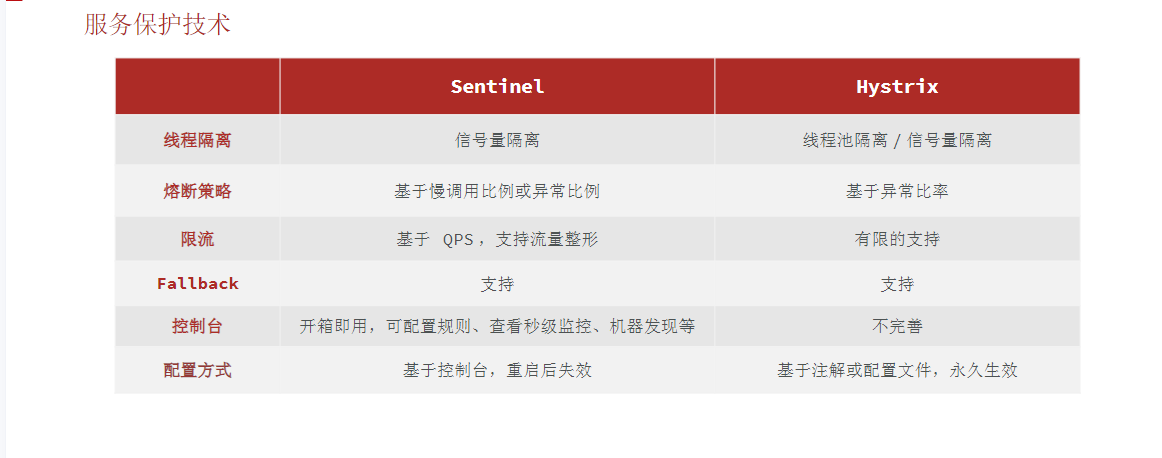 服务保护技术
Sentinel Hystrix
线程隔离 信号量隔离 线程池隔离 / 信号量隔离
熔断策略 基于慢调用比例或异常比例 基于异常比率
限流 基于 QPS，支持流量整形 有限的支持
Fallback 支持 支持
控制台 开箱即用，可配置规则、查看秒级监控、机器发现等 不完善
配置方式 基于控制台，重启后失效 基于注解或配置文件，永久生效